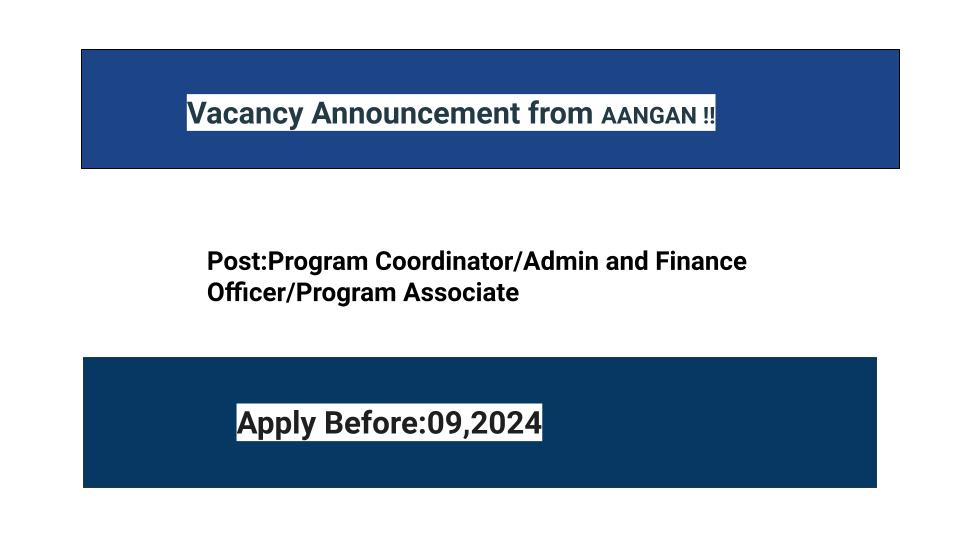 Vacancy Announcement from AANGAN !!
Post:Program Coordinator/Admin and Finance
Officer/Program Associate
Apply Before:09,2024